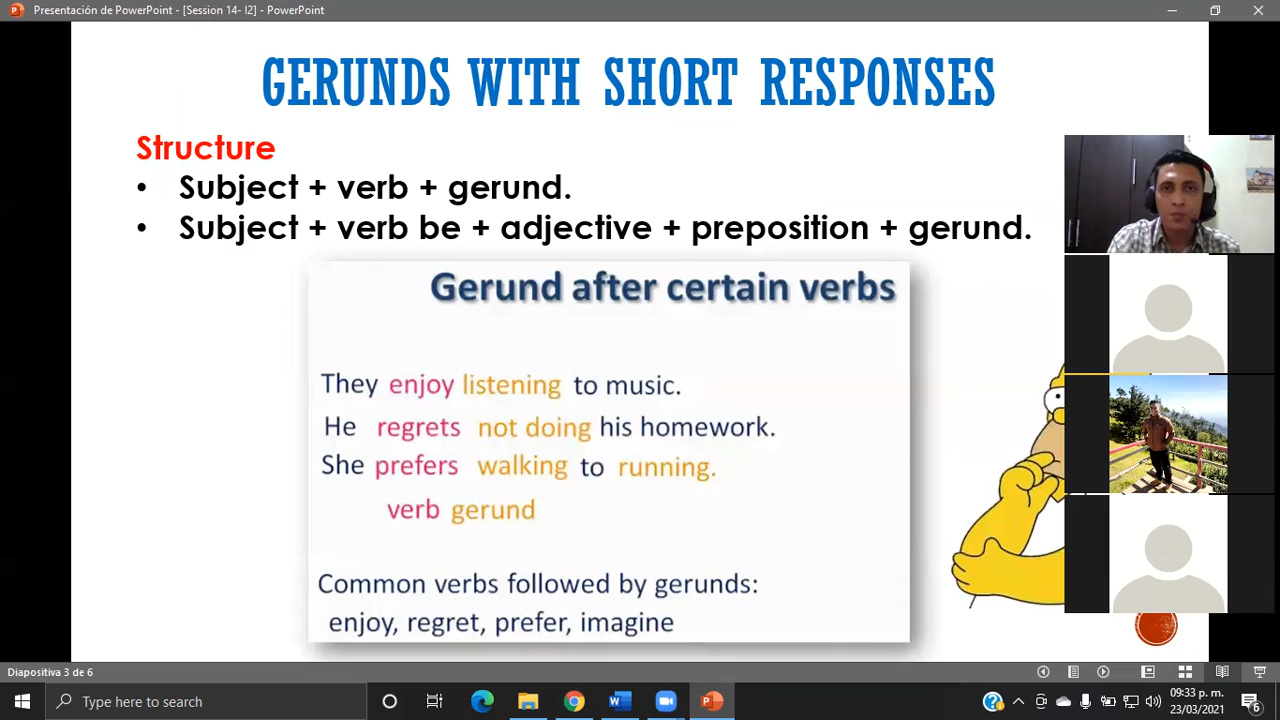 Presentación de PowerPoint - [Session 14- I2] - PowerPoint
GERUNDS WITH SHORT RESPONSES
Structure
• Subject + verb + gerund.
• Subject + verb be + adjective + preposition + gerund.
Gerund after certain verbs
They enjoy listening to music.
He regrets not doing his homework.
She prefers walking to running.
verb gerund
Common verbs followed by gerunds:
enjoy, regret, prefer, imagine
Diapositiva 3 de 6
Type here to search
09:33 p. m.
23/03/2021
6